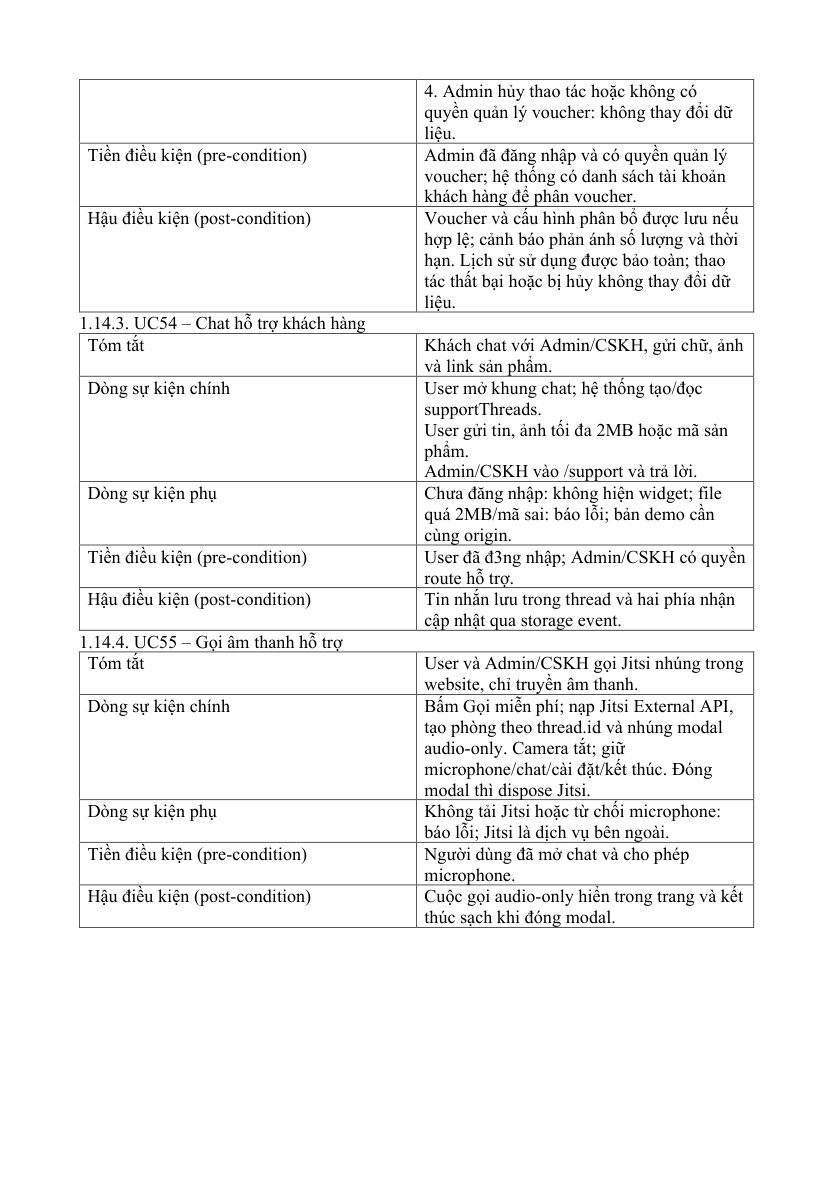 4. Admin hủy thao tác hoặc không có
quyền quản lý voucher: không thay đổi dữ
liệu.
Tiền điều kiện (pre-condition)
Admin đã đăng nhập và có quyền quản lý
voucher; hệ thống có danh sách tài khoản
khách hàng để phân voucher.
Hậu điều kiện (post-condition)
Voucher và cấu hình phân bổ được lưu nếu
hợp lệ; cảnh báo phản ánh số lượng và thời
hạn. Lịch sử sử dụng được bảo toàn; thao
tác thất bại hoặc bị hủy không thay đổi dữ
liệu.
1.14.3. UC54 – Chat hỗ trợ khách hàng
Tóm tắt
Khách chat với Admin/CSKH, gửi chữ, ảnh
và link sản phẩm.
Dòng sự kiện chính
User mở khung chat; hệ thống tạo/đọc
supportThreads.
User gửi tin, ảnh tối đa 2MB hoặc mã sản
phẩm.
Admin/CSKH vào /support và trả lời.
Dòng sự kiện phụ
Chưa đăng nhập: không hiện widget; file
quá 2MB/mã sai: báo lỗi; bản demo cần
cùng origin.
Tiền điều kiện (pre-condition)
User đã đ3ng nhập; Admin/CSKH có quyền
route hỗ trợ.
Hậu điều kiện (post-condition)
Tin nhắn lưu trong thread và hai phía nhận
cập nhật qua storage event.
1.14.4. UC55 – Gọi âm thanh hỗ trợ
Tóm tắt
User và Admin/CSKH gọi Jitsi nhúng trong
website, chỉ truyền âm thanh.
Dòng sự kiện chính
Bấm Gọi miễn phí; nạp Jitsi External API,
tạo phòng theo thread.id và nhúng modal
audio-only. Camera tắt; giữ
microphone/chat/cài đặt/kết thúc. Đóng
modal thì dispose Jitsi.
Dòng sự kiện phụ
Không tải Jitsi hoặc từ chối microphone:
báo lỗi; Jitsi là dịch vụ bên ngoài.
Tiền điều kiện (pre-condition)
Người dùng đã mở chat và cho phép
microphone.
Hậu điều kiện (post-condition)
Cuộc gọi audio-only hiển trong trang và kết
thúc sạch khi đóng modal.